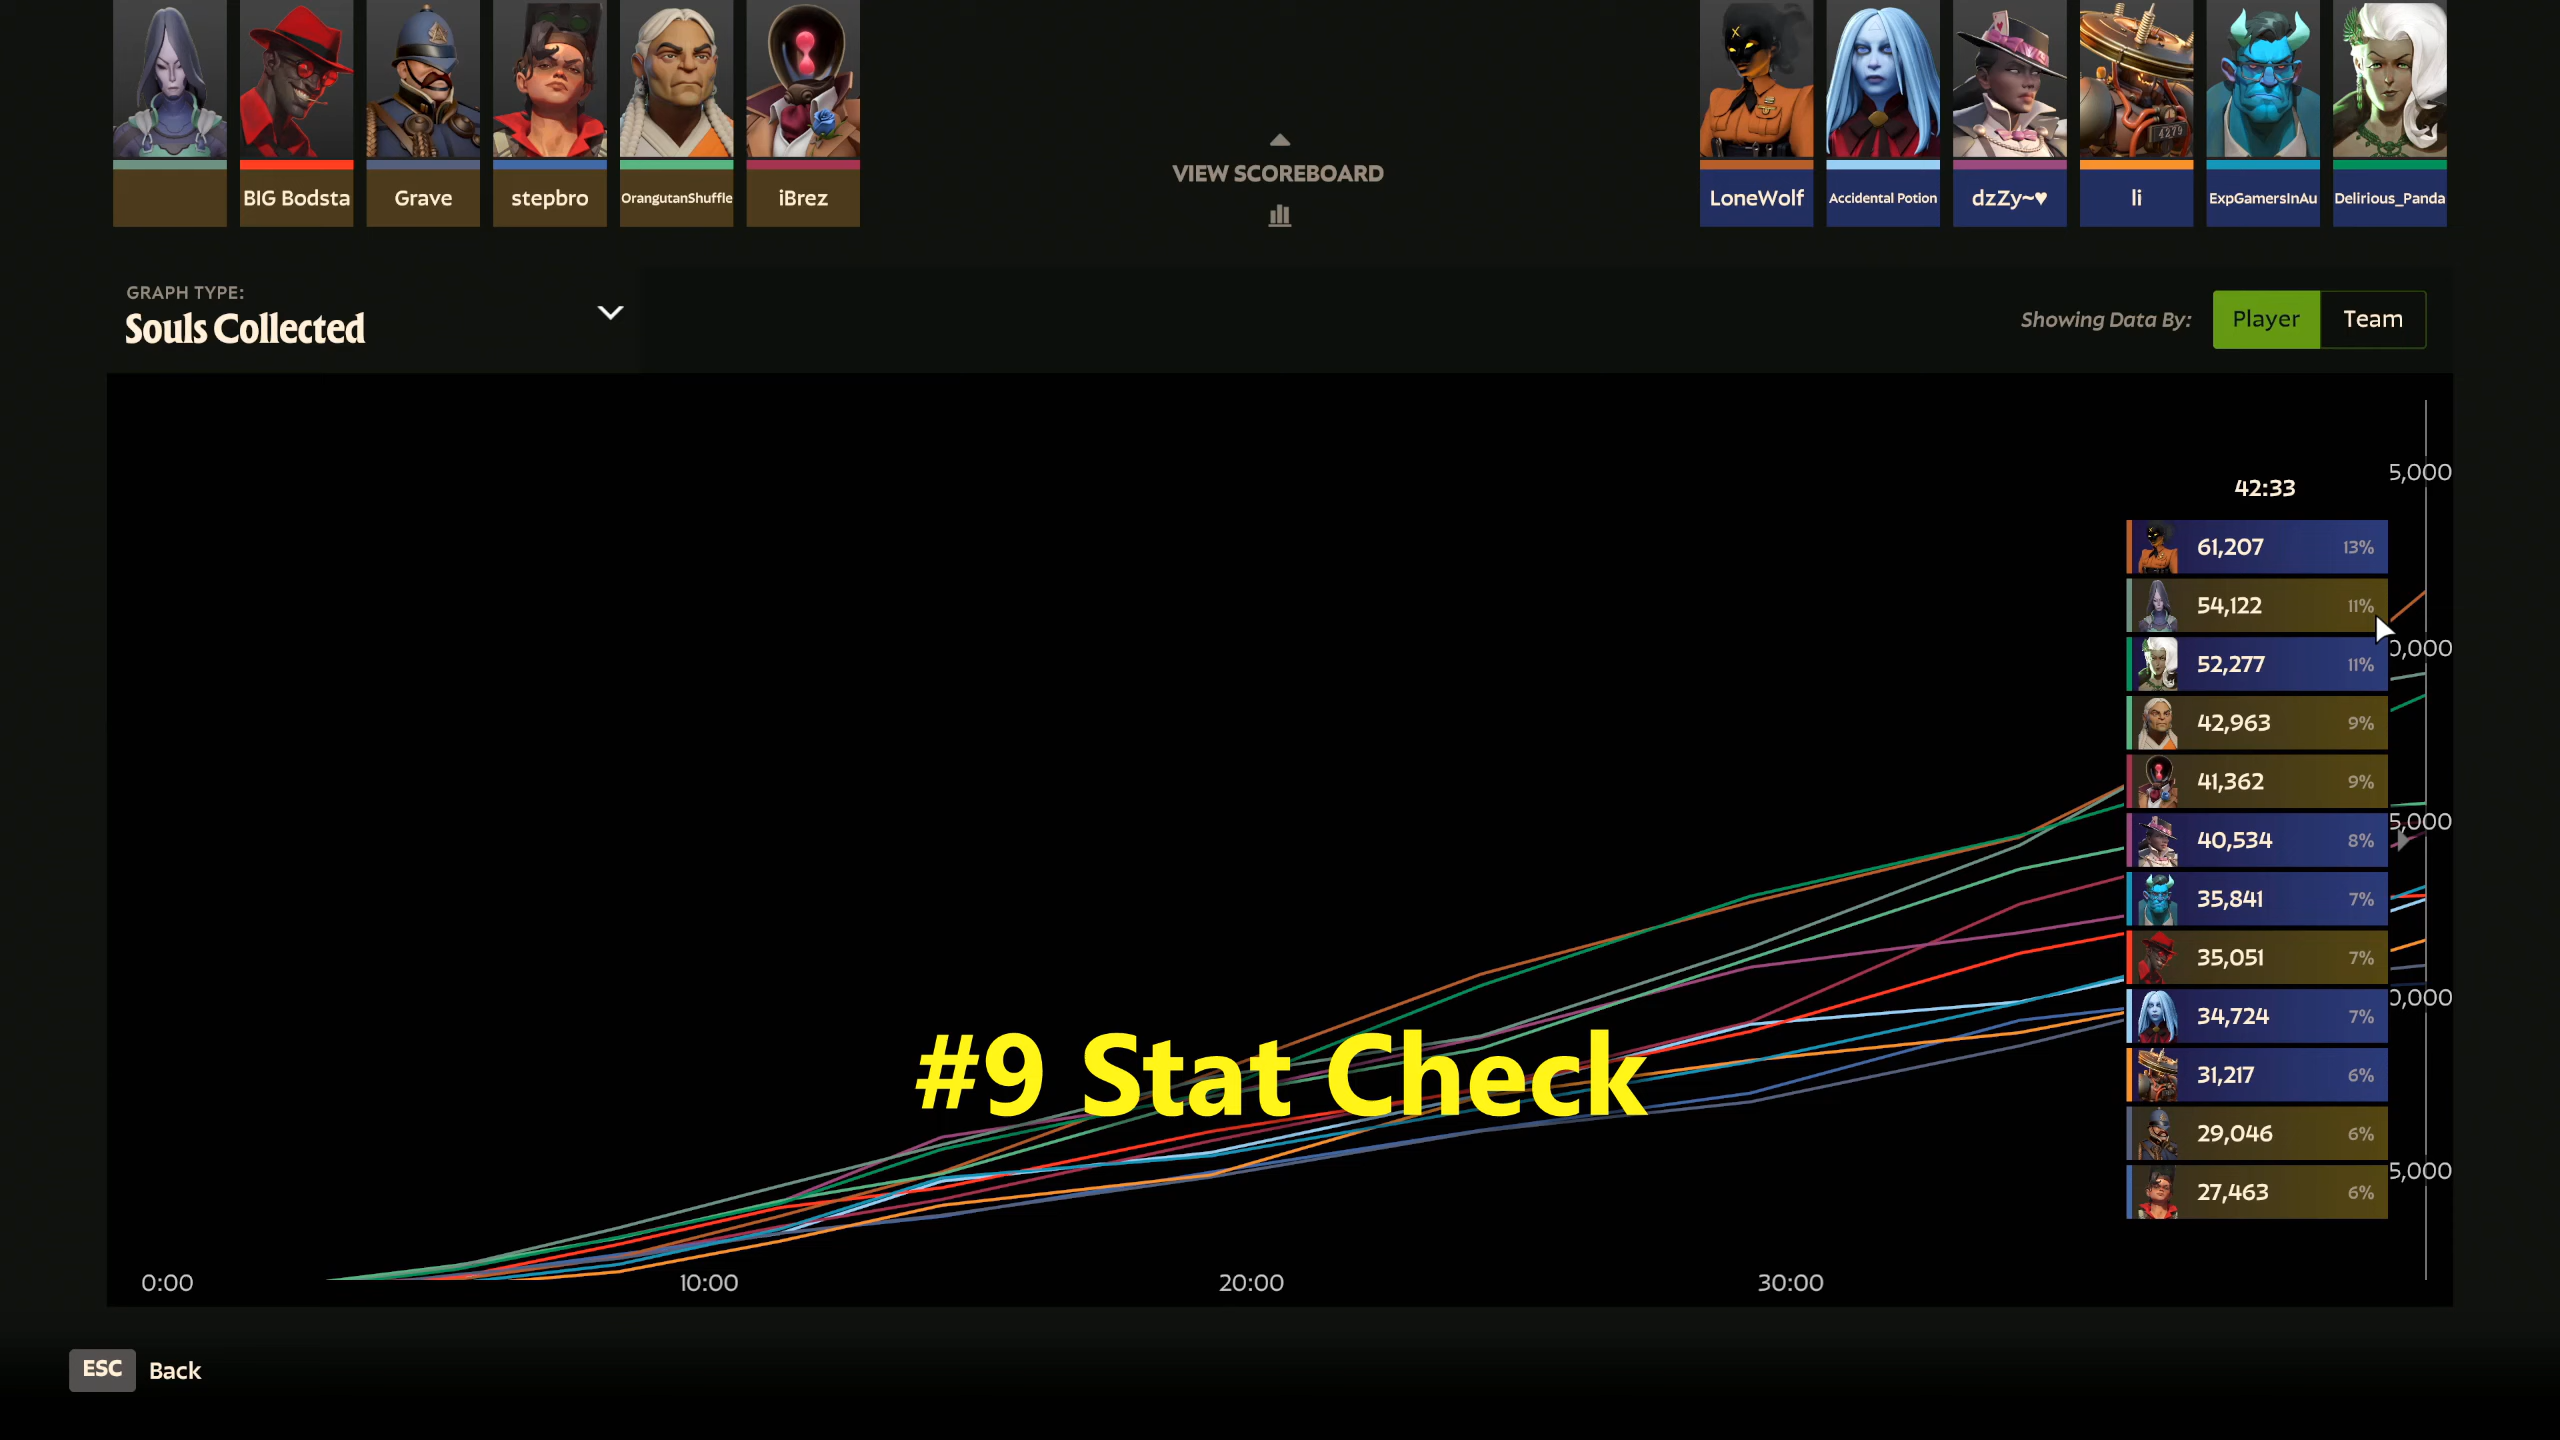 BIG Bodsta
Grave
stepbro
OrangutanShuffle
iBrez
VIEW SCOREBOARD
LoneWolf
Accidental Potion
dzZy~♥
li
ExpGamersInAu
Delirious_Panda
GRAPH TYPE:
Souls Collected
Showing Data By:
Player
Team
42:33
61,207 13%
54,122 11%
52,277 11%
42,963 9%
41,362 9%
40,534 8%
35,841 7%
35,051 7%
34,724 7%
31,217 6%
29,046 6%
27,463 6%
5,000
0,000
5,000
0,000
5,000
#9 Stat Check
0:00
10:00
20:00
30:00
ESC Back